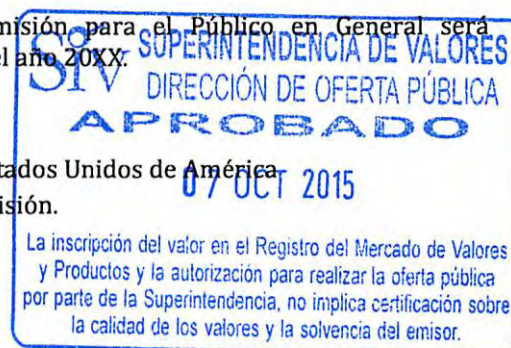 misión para el Público en General será
el año 20XX.
SIV SUPERINTENDENCIA DE VALORES
DIRECCIÓN DE OFERTA PÚBLICA
APROBADO
tados Unidos de América
07 OCT 2015
isión.
La inscripción del valor en el Registro del Mercado de Valores
y Productos y la autorización para realizar la oferta pública
por parte de la Superintendencia, no implica certificación sobre
la calidad de los valores y la solvencia del emisor.